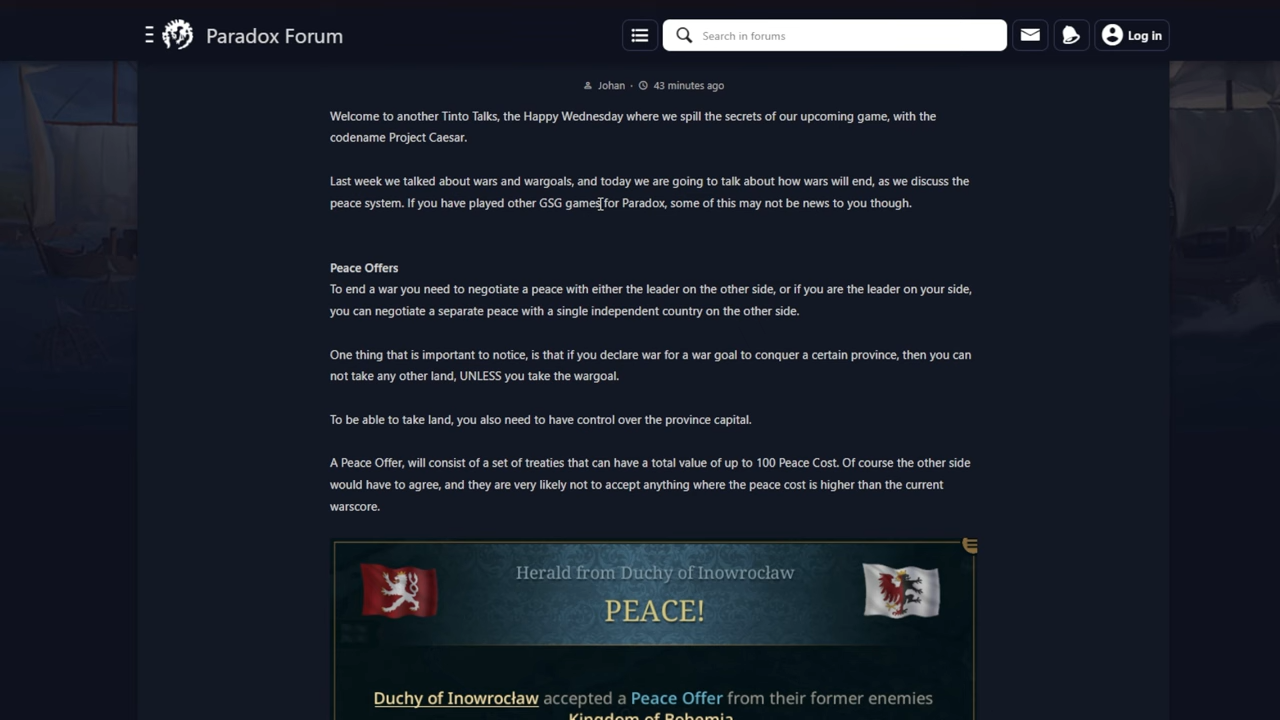 Paradox Forum
Search in forums
Log in
Johan · 43 minutes ago
Welcome to another Tinto Talks, the Happy Wednesday where we spill the secrets of our upcoming game, with the
codename Project Caesar.
Last week we talked about wars and wargoals, and today we are going to talk about how wars will end, as we discuss the
peace system. If you have played other GSG games for Paradox, some of this may not be news to you though.
Peace Offers
To end a war you need to negotiate a peace with either the leader on the other side, or if you are the leader on your side,
you can negotiate a separate peace with a single independent country on the other side.
One thing that is important to notice, is that if you declare war for a war goal to conquer a certain province, then you can
not take any other land, UNLESS you take the wargoal.
To be able to take land, you also need to have control over the province capital.
A Peace Offer, will consist of a set of treaties that can have a total value of up to 100 Peace Cost. Of course the other side
would have to agree, and they are very likely not to accept anything where the peace cost is higher than the current
warscore.
Herald from Duchy of Inowrocław
PEACE!
Duchy of Inowrocław accepted a Peace Offer from their former enemies
Kingdom of Bohemia